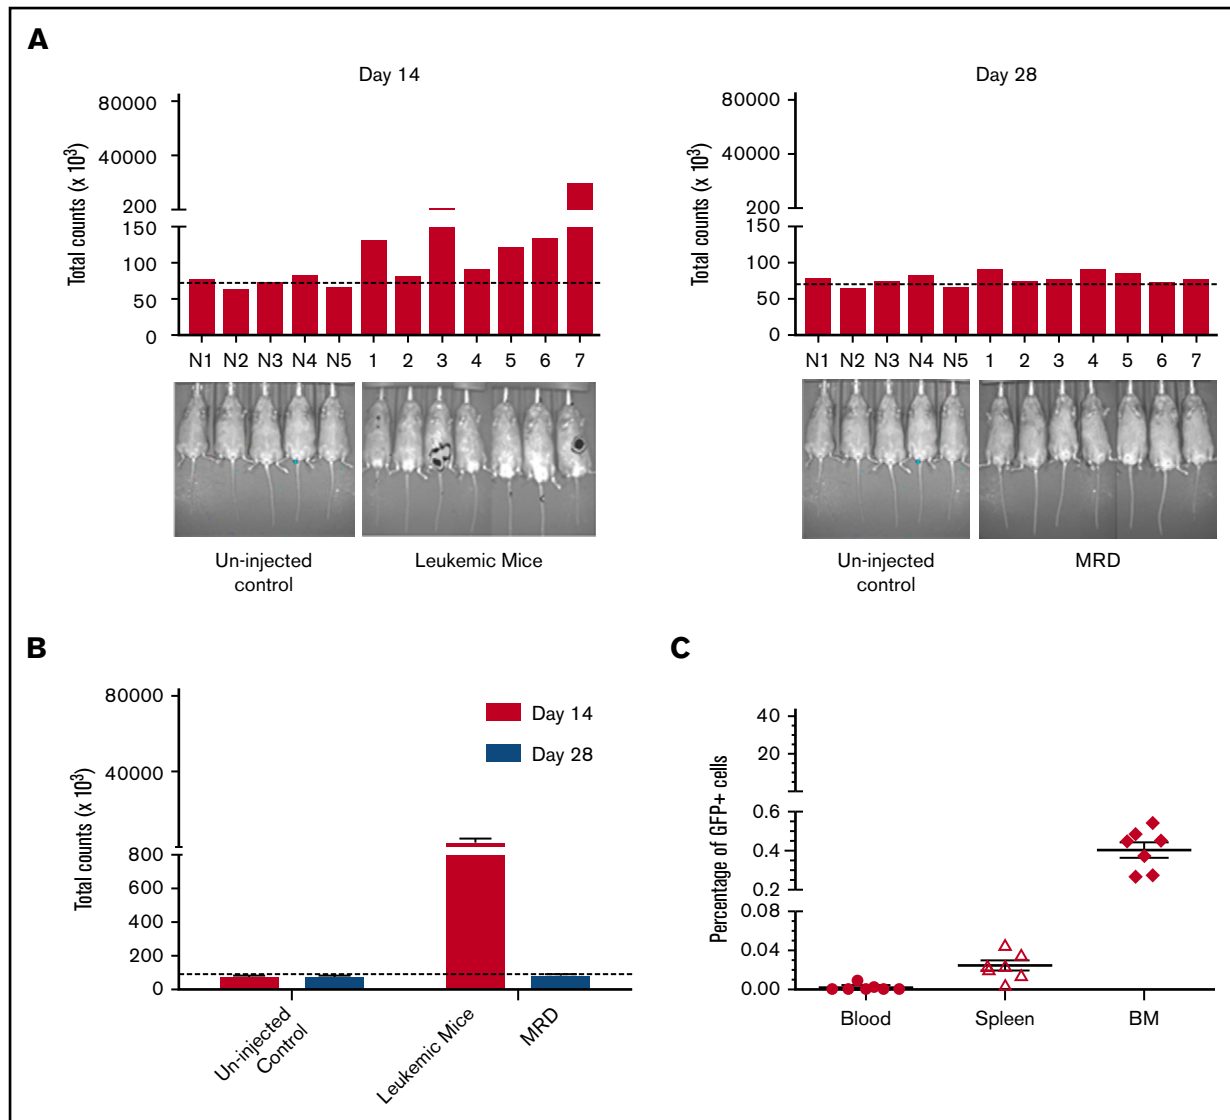 A
Day 14
Total counts (x 10³)
80000
40000
200
150
100
50
0
N1 N2 N3 N4 N5 1 2 3 4 5 6 7
Un-injected
control
Leukemic Mice
Day 28
Total counts (x 10³)
80000
40000
200
150
100
50
0
N1 N2 N3 N4 N5 1 2 3 4 5 6 7
Un-injected
control
MRD
B
Total counts (x 10³)
80000
40000
800
600
400
200
0
Day 14
Day 28
Un-injected
Control
Leukemic Mice
MRD
C
Percentage of GFP+ cells
40
20
0.6
0.4
0.2
0.08
0.04
0.00
Blood Spleen BM